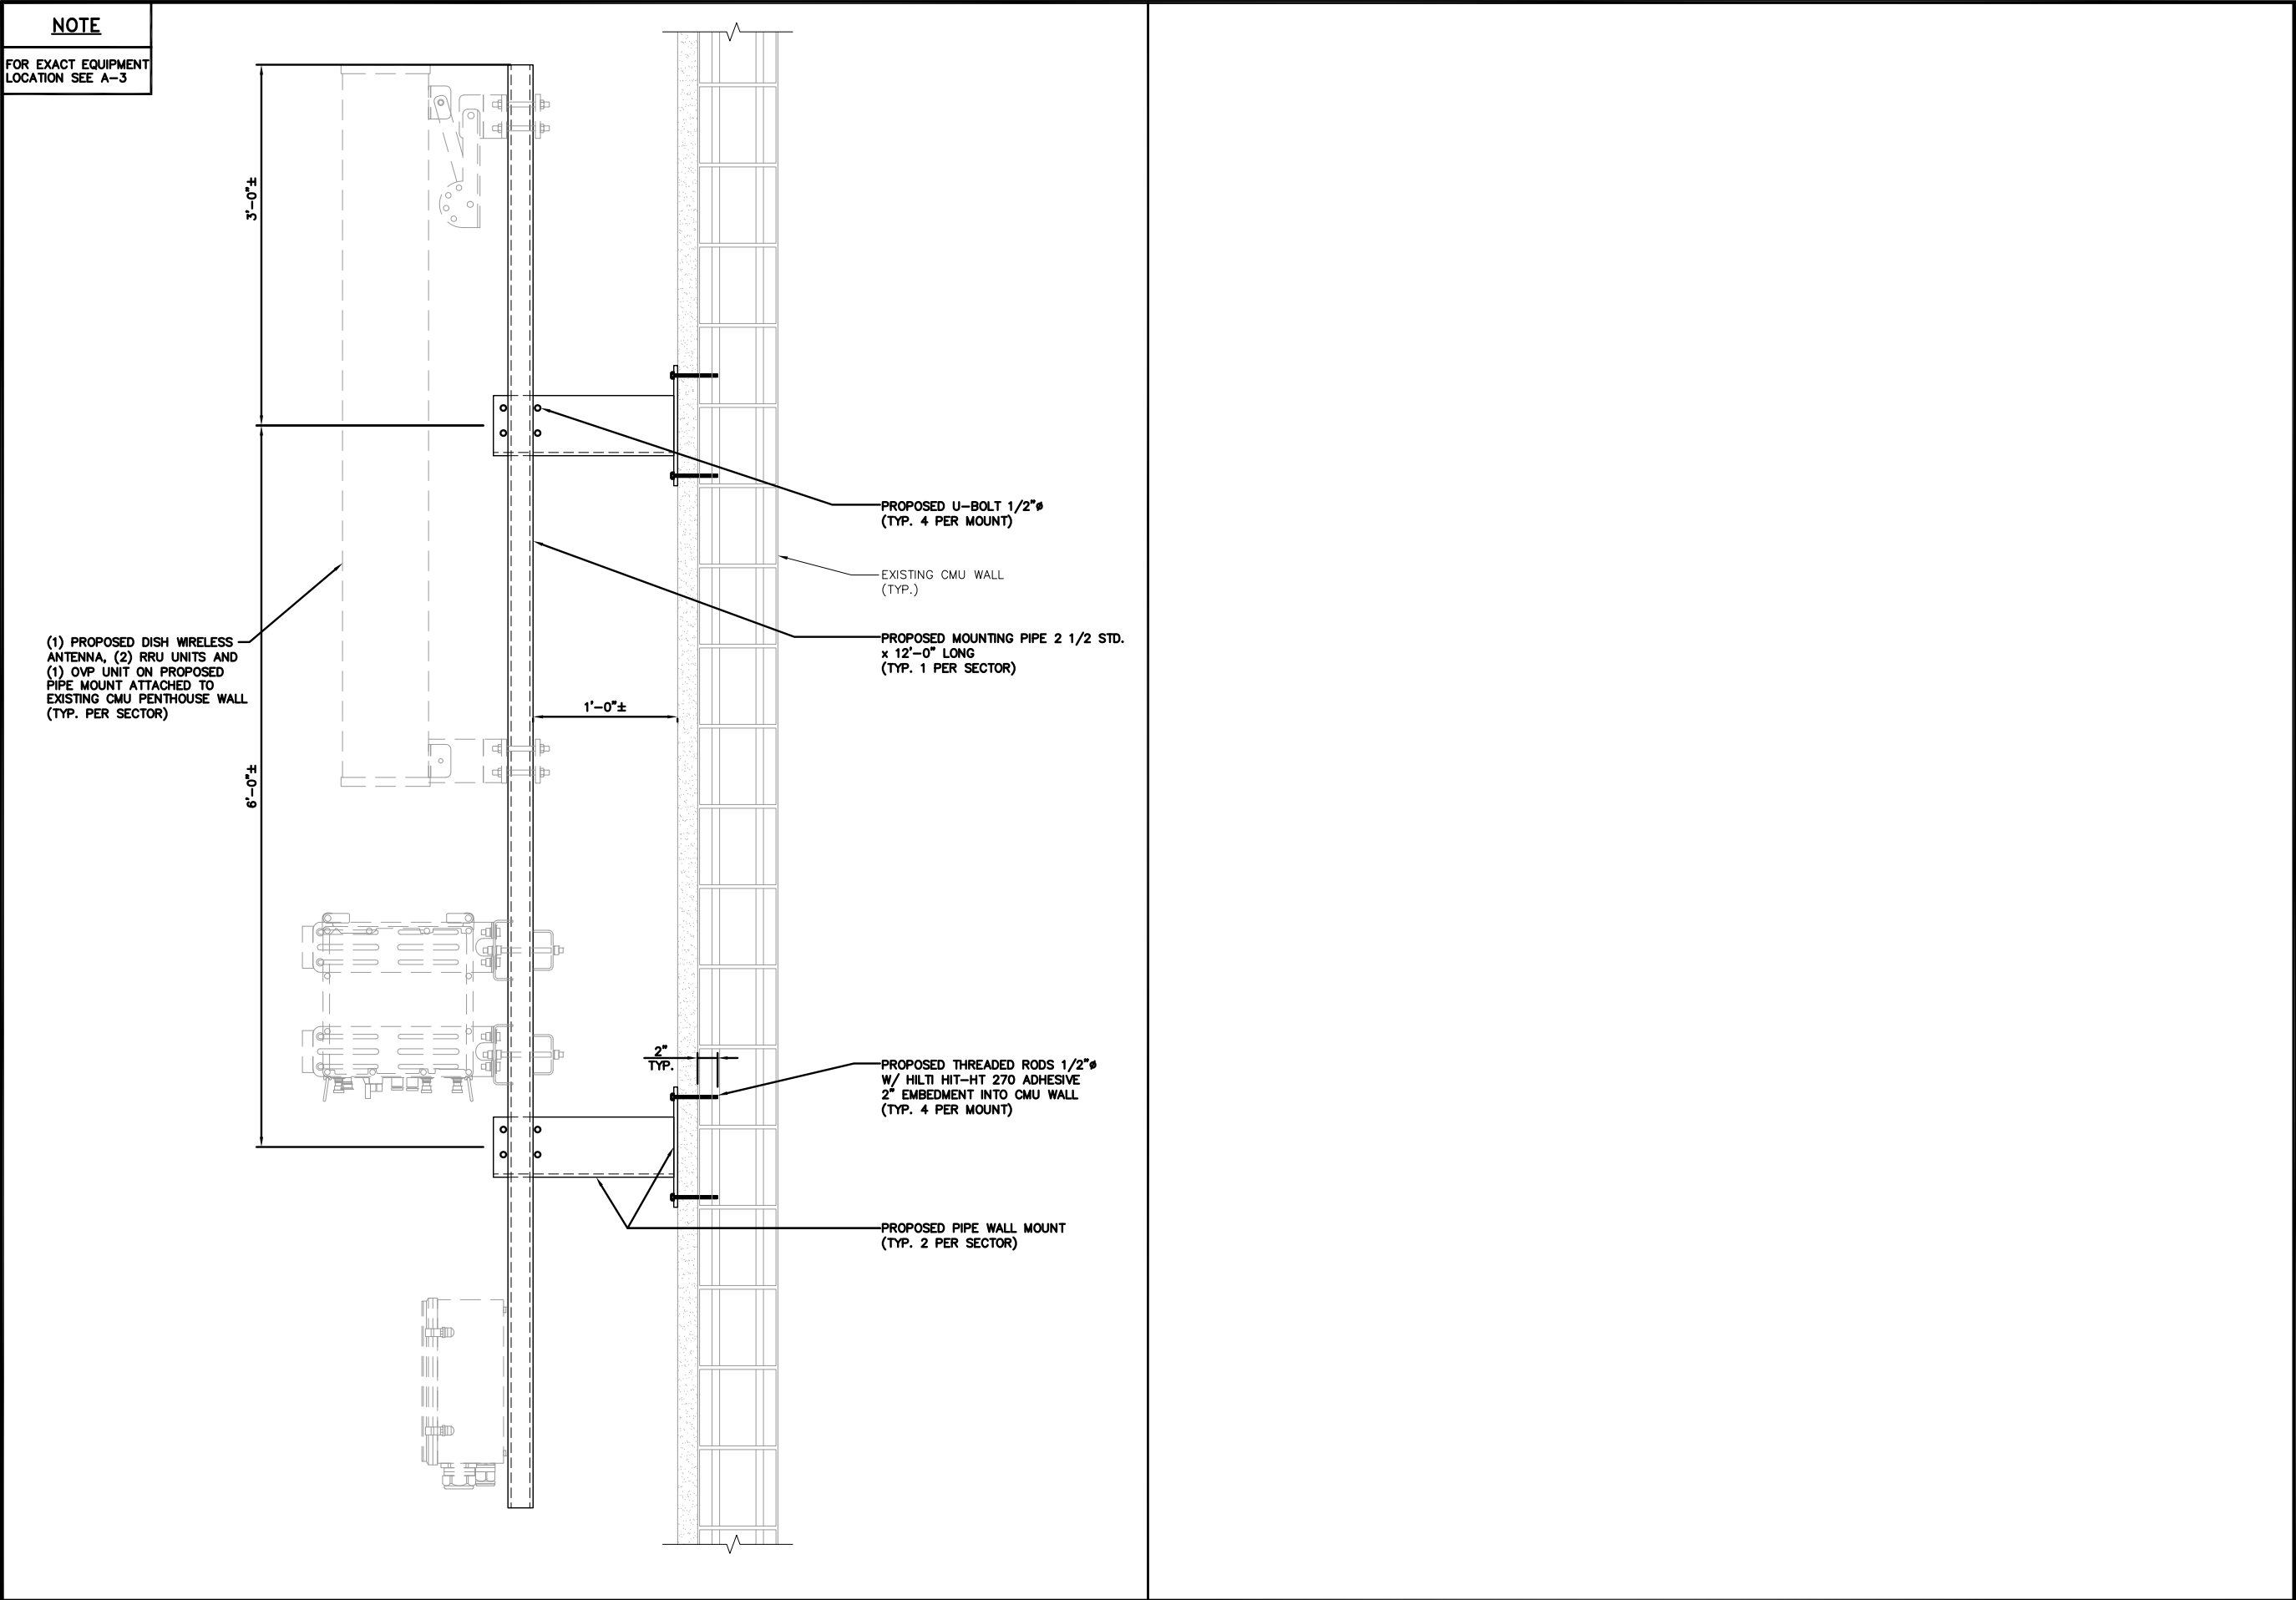 NOTE
FOR EXACT EQUIPMENT
LOCATION SEE A-3
3'-0"±
PROPOSED U-BOLT 1/2"ø
(TYP. 4 PER MOUNT)
EXISTING CMU WALL
(TYP.)
(1) PROPOSED DISH WIRELESS
ANTENNA, (2) RRU UNITS AND
(1) OVP UNIT ON PROPOSED
PIPE MOUNT ATTACHED TO
EXISTING CMU PENTHOUSE WALL
(TYP. PER SECTOR)
PROPOSED MOUNTING PIPE 2 1/2 STD.
x 12'-0" LONG
(TYP. 1 PER SECTOR)
1'-0"±
6'-0"±
2"
TYP.
PROPOSED THREADED RODS 1/2"ø
W/ HILTI HIT-HT 270 ADHESIVE
2" EMBEDMENT INTO CMU WALL
(TYP. 4 PER MOUNT)
PROPOSED PIPE WALL MOUNT
(TYP. 2 PER SECTOR)